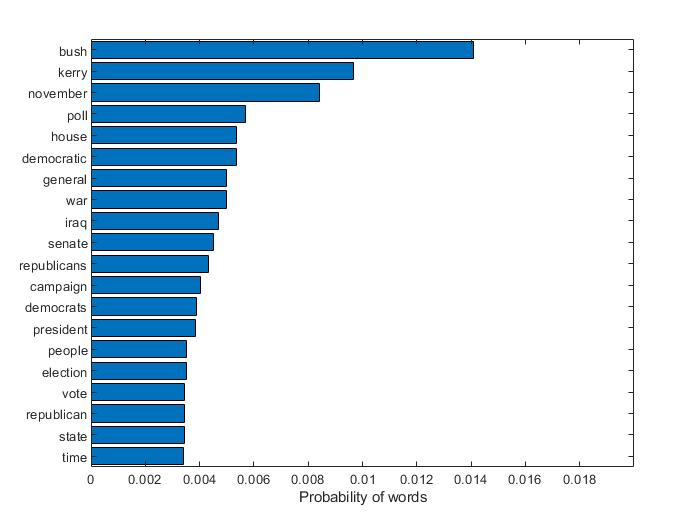 bush
kerry
november
poll
house
democratic
general
war
iraq
senate
republicans
campaign
democrats
president
people
election
vote
republican
state
time
0 0.002 0.004 0.006 0.008 0.01 0.012 0.014 0.016 0.018
Probability of words